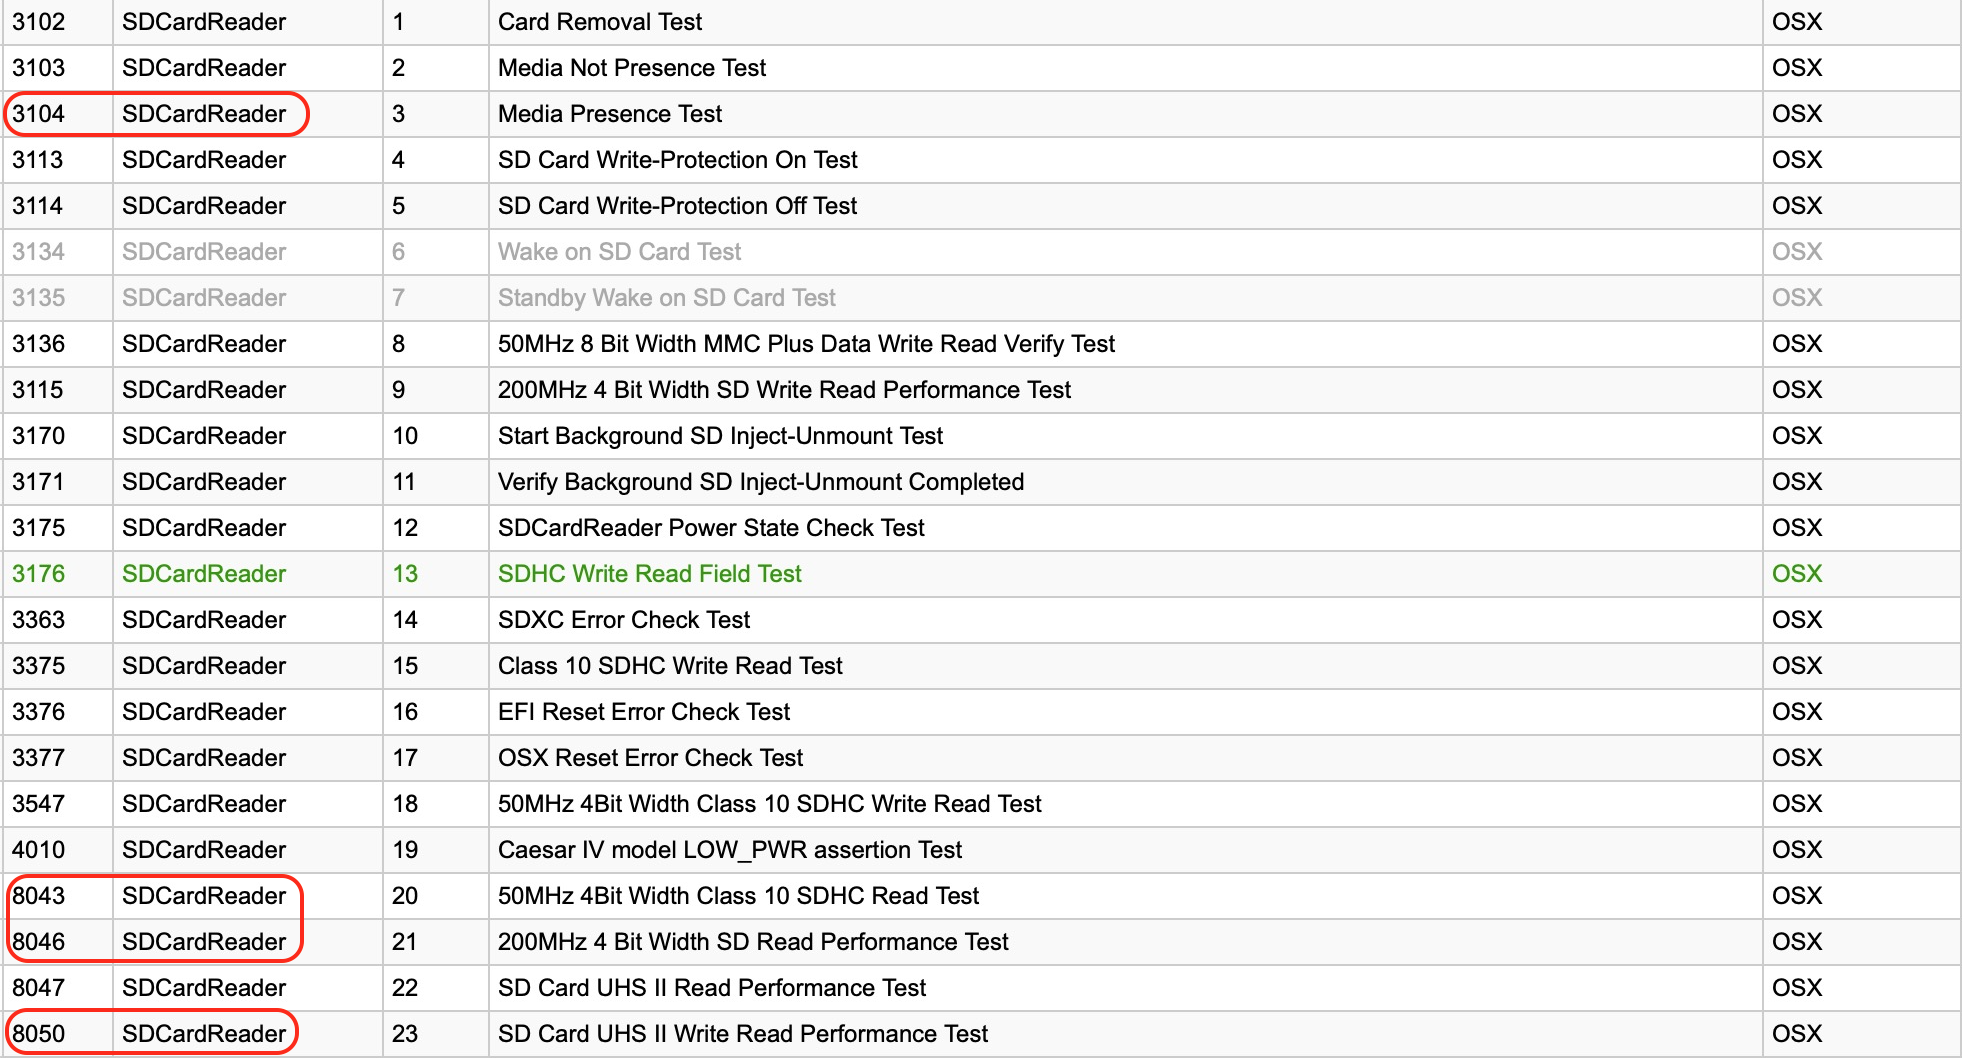 3102 SDCardReader 1 Card Removal Test OSX
3103 SDCardReader 2 Media Not Presence Test OSX
3104 SDCardReader 3 Media Presence Test OSX
3113 SDCardReader 4 SD Card Write-Protection On Test OSX
3114 SDCardReader 5 SD Card Write-Protection Off Test OSX
3134 SDCardReader 6 Wake on SD Card Test OSX
3135 SDCardReader 7 Standby Wake on SD Card Test OSX
3136 SDCardReader 8 50MHz 8 Bit Width MMC Plus Data Write Read Verify Test OSX
3115 SDCardReader 9 200MHz 4 Bit Width SD Write Read Performance Test OSX
3170 SDCardReader 10 Start Background SD Inject-Unmount Test OSX
3171 SDCardReader 11 Verify Background SD Inject-Unmount Completed OSX
3175 SDCardReader 12 SDCardReader Power State Check Test OSX
3176 SDCardReader 13 SDHC Write Read Field Test OSX
3363 SDCardReader 14 SDXC Error Check Test OSX
3375 SDCardReader 15 Class 10 SDHC Write Read Test OSX
3376 SDCardReader 16 EFI Reset Error Check Test OSX
3377 SDCardReader 17 OSX Reset Error Check Test OSX
3547 SDCardReader 18 50MHz 4Bit Width Class 10 SDHC Write Read Test OSX
4010 SDCardReader 19 Caesar IV model LOW_PWR assertion Test OSX
8043 SDCardReader 20 50MHz 4Bit Width Class 10 SDHC Read Test OSX
8046 SDCardReader 21 200MHz 4 Bit Width SD Read Performance Test OSX
8047 SDCardReader 22 SD Card UHS II Read Performance Test OSX
8050 SDCardReader 23 SD Card UHS II Write Read Performance Test OSX